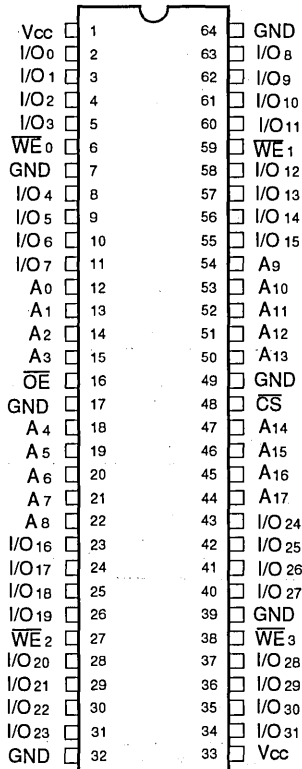 Vcc 1 64 GND
I/O0 2 63 I/O8
I/O1 3 62 I/O9
I/O2 4 61 I/O10
I/O3 5 60 I/O11
W̅E̅0 6 59 W̅E̅1
GND 7 58 I/O12
I/O4 8 57 I/O13
I/O5 9 56 I/O14
I/O6 10 55 I/O15
I/O7 11 54 A9
A0 12 53 A10
A1 13 52 A11
A2 14 51 A12
A3 15 50 A13
O̅E̅ 16 49 GND
GND 17 48 C̅S̅
A4 18 47 A14
A5 19 46 A15
A6 20 45 A16
A7 21 44 A17
A8 22 43 I/O24
I/O16 23 42 I/O25
I/O17 24 41 I/O26
I/O18 25 40 I/O27
I/O19 26 39 GND
W̅E̅2 27 38 W̅E̅3
I/O20 28 37 I/O28
I/O21 29 36 I/O29
I/O22 30 35 I/O30
I/O23 31 34 I/O31
GND 32 33 Vcc